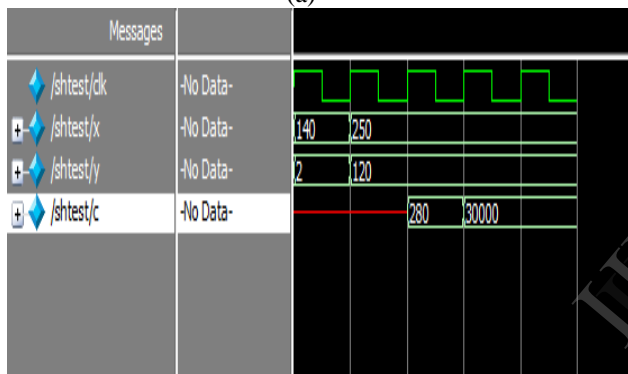 (a)
Messages
/shtest/clk -No Data-
/shtest/x -No Data- 140 250
/shtest/y -No Data- 2 120
/shtest/c -No Data- 280 30000